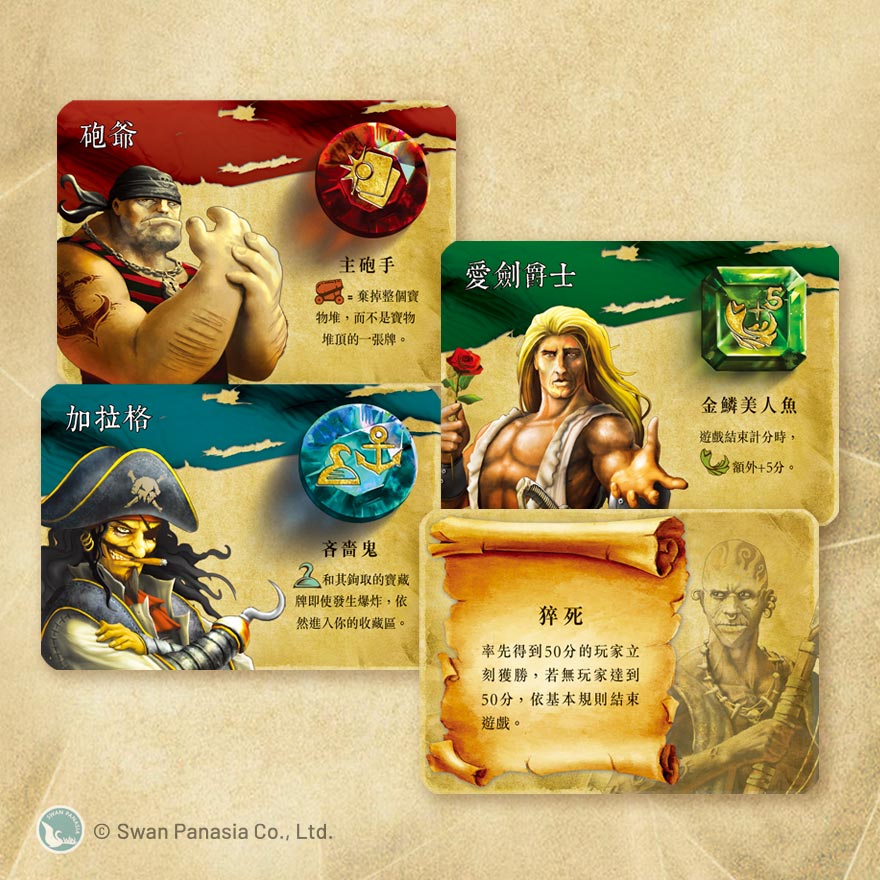 砲爺
主砲手
= 棄掉整個寶
物堆，而不是寶物
堆頂的一張牌。
愛劍爵士
+5
金鱗美人魚
遊戲結束計分時，
額外+5分。
加拉格
吝嗇鬼
和其鉤取的寶藏
牌即使發生爆炸，依
然進入你的收藏區。
猝死
率先得到50分的玩家立
刻獲勝，若無玩家達到
50分，依基本規則結束
遊戲。
SWAN PANASIA
© Swan Panasia Co., Ltd.